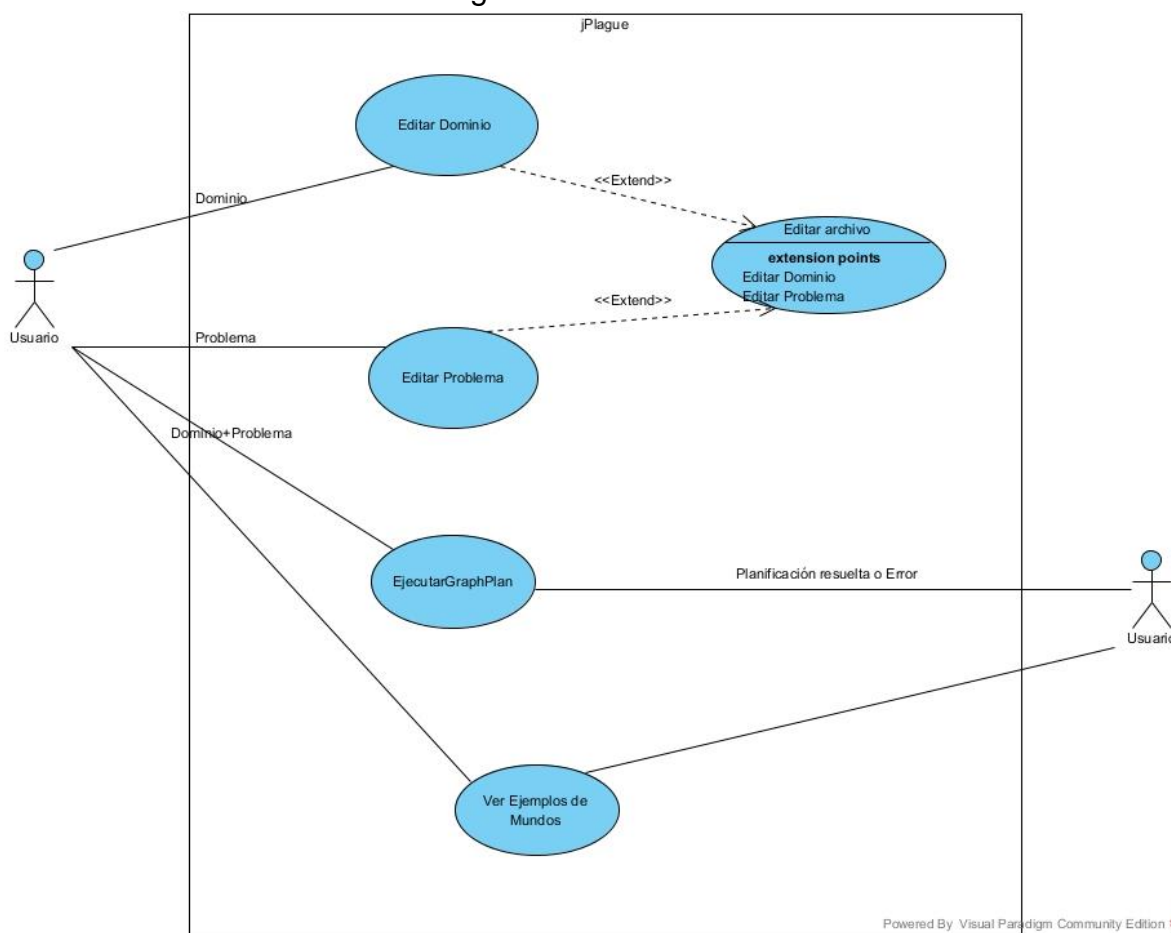 jPlague
Editar Dominio
<<Extend>>
Dominio
Editar archivo
extension points
Editar Dominio
Editar Problema
<<Extend>>
Usuario
Problema
Editar Problema
Dominio+Problema
EjecutarGraphPlan
Planificación resuelta o Error
Usuario
Ver Ejemplos de
Mundos
Powered By Visual Paradigm Community Edition